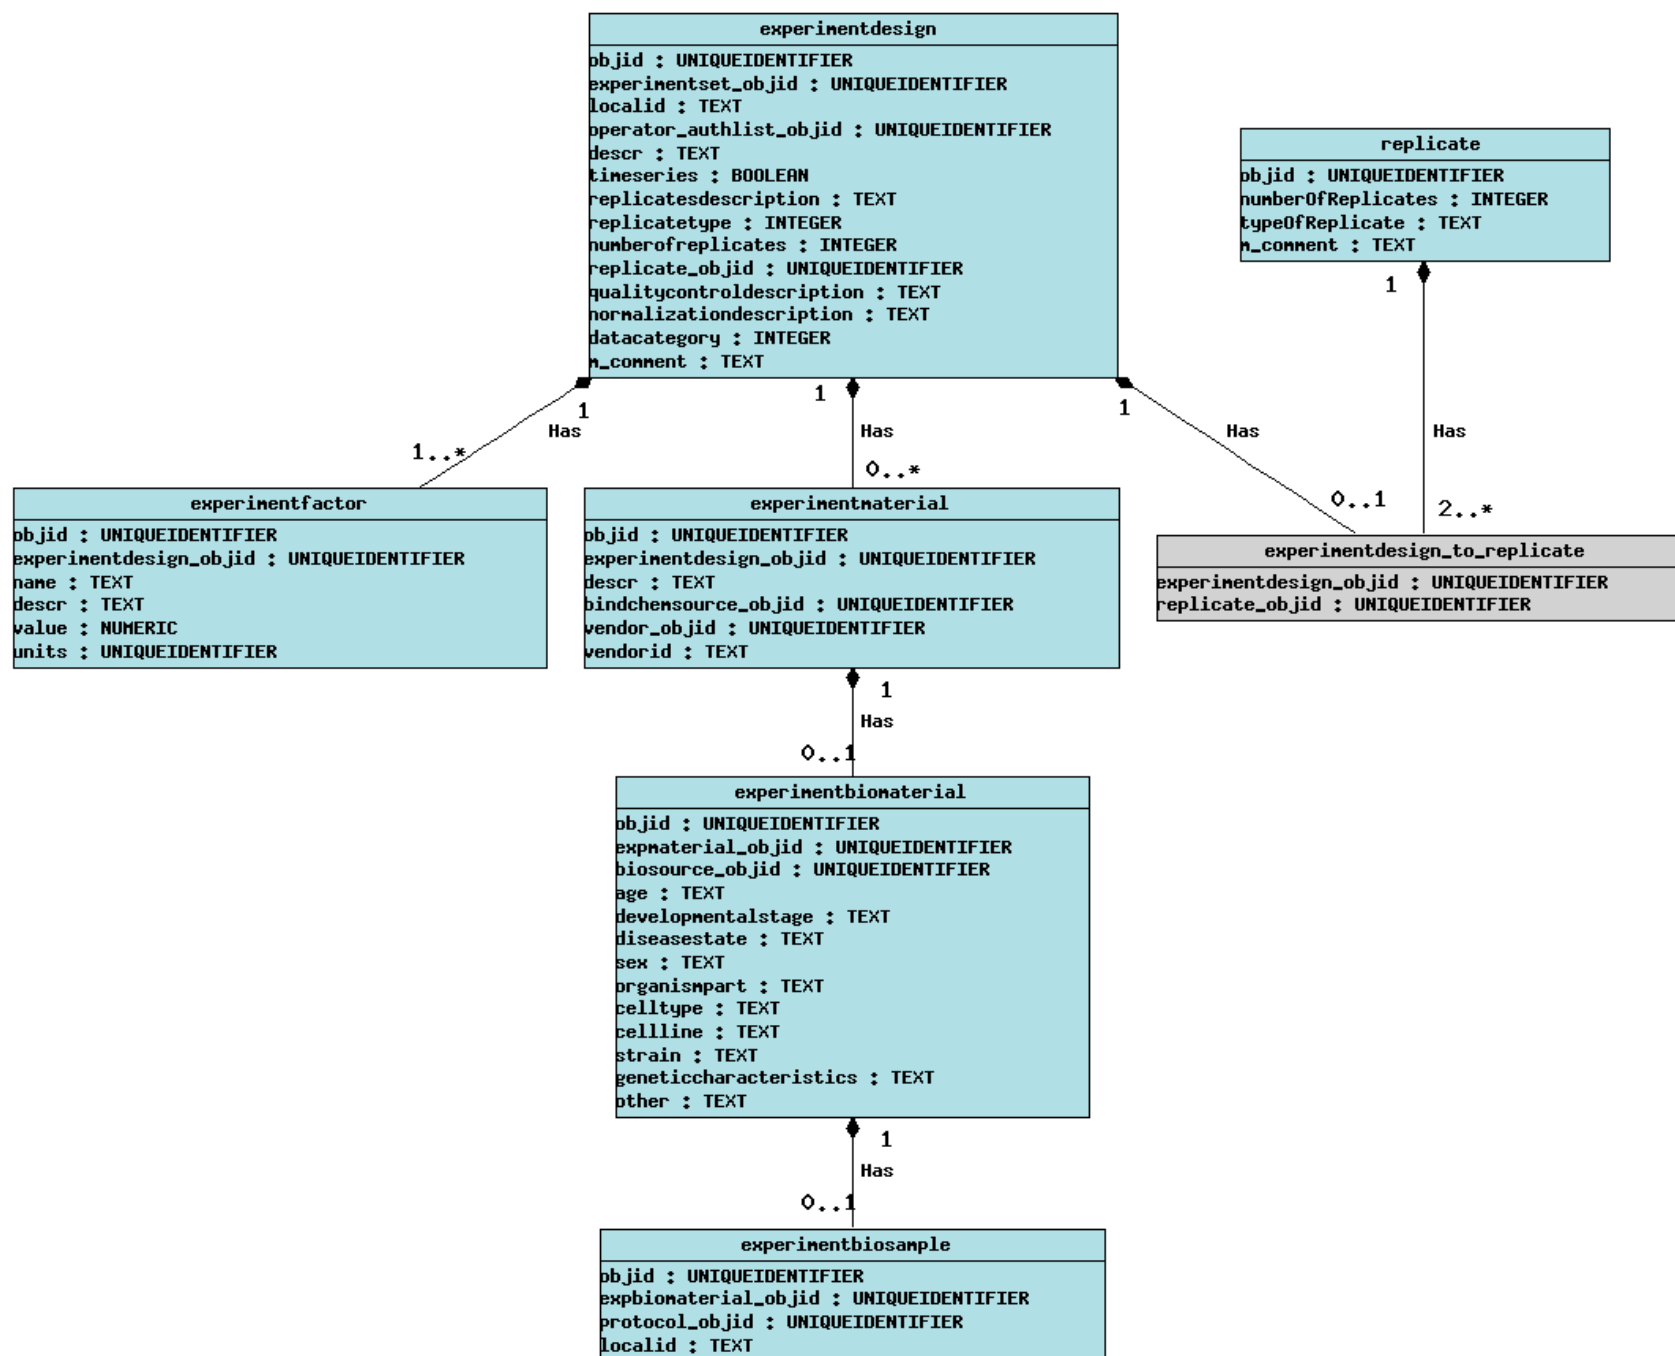 experimentdesign
objid : UNIQUEIDENTIFIER
experimentset_objid : UNIQUEIDENTIFIER
localid : TEXT
operator_authlist_objid : UNIQUEIDENTIFIER
descr : TEXT
timeseries : BOOLEAN
replicatesdescription : TEXT
replicatetype : INTEGER
numberofreplicates : INTEGER
replicate_objid : UNIQUEIDENTIFIER
qualitycontroldescription : TEXT
normalizationdescription : TEXT
datacategory : INTEGER
m_comment : TEXT
replicate
objid : UNIQUEIDENTIFIER
numberOfReplicates : INTEGER
typeOfReplicate : TEXT
m_comment : TEXT
1
Has
1..*
1
Has
0..*
1
Has
0..1
1
Has
2..*
experimentfactor
objid : UNIQUEIDENTIFIER
experimentdesign_objid : UNIQUEIDENTIFIER
name : TEXT
descr : TEXT
value : NUMERIC
units : UNIQUEIDENTIFIER
experimentmaterial
objid : UNIQUEIDENTIFIER
experimentdesign_objid : UNIQUEIDENTIFIER
descr : TEXT
bindchemsource_objid : UNIQUEIDENTIFIER
vendor_objid : UNIQUEIDENTIFIER
vendorid : TEXT
experimentdesign_to_replicate
experimentdesign_objid : UNIQUEIDENTIFIER
replicate_objid : UNIQUEIDENTIFIER
1
Has
0..1
experimentbiomaterial
objid : UNIQUEIDENTIFIER
expmaterial_objid : UNIQUEIDENTIFIER
biosource_objid : UNIQUEIDENTIFIER
age : TEXT
developmentalstage : TEXT
diseasestate : TEXT
sex : TEXT
organismpart : TEXT
celltype : TEXT
cellline : TEXT
strain : TEXT
geneticcharacteristics : TEXT
other : TEXT
1
Has
0..1
experimentbiosample
objid : UNIQUEIDENTIFIER
expbiomaterial_objid : UNIQUEIDENTIFIER
protocol_objid : UNIQUEIDENTIFIER
localid : TEXT